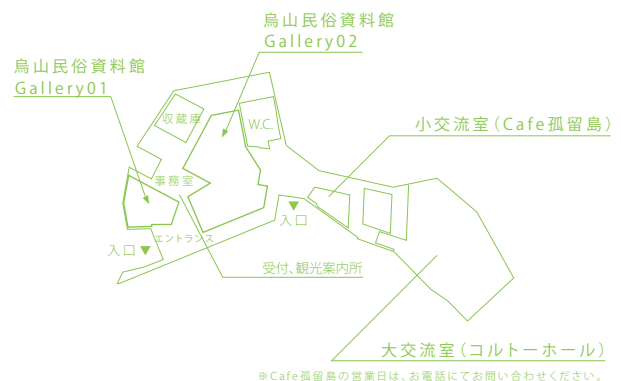 烏山民俗資料館
Gallery02
烏山民俗資料館
Gallery01
収蔵庫
W.C.
小交流室(Cafe孤留島)
事務室
入口
エントランス
入口▼
受付、観光案内所
大交流室(コルトーホール)
※Cafe孤留島の営業日は、お電話にてお問い合わせください。